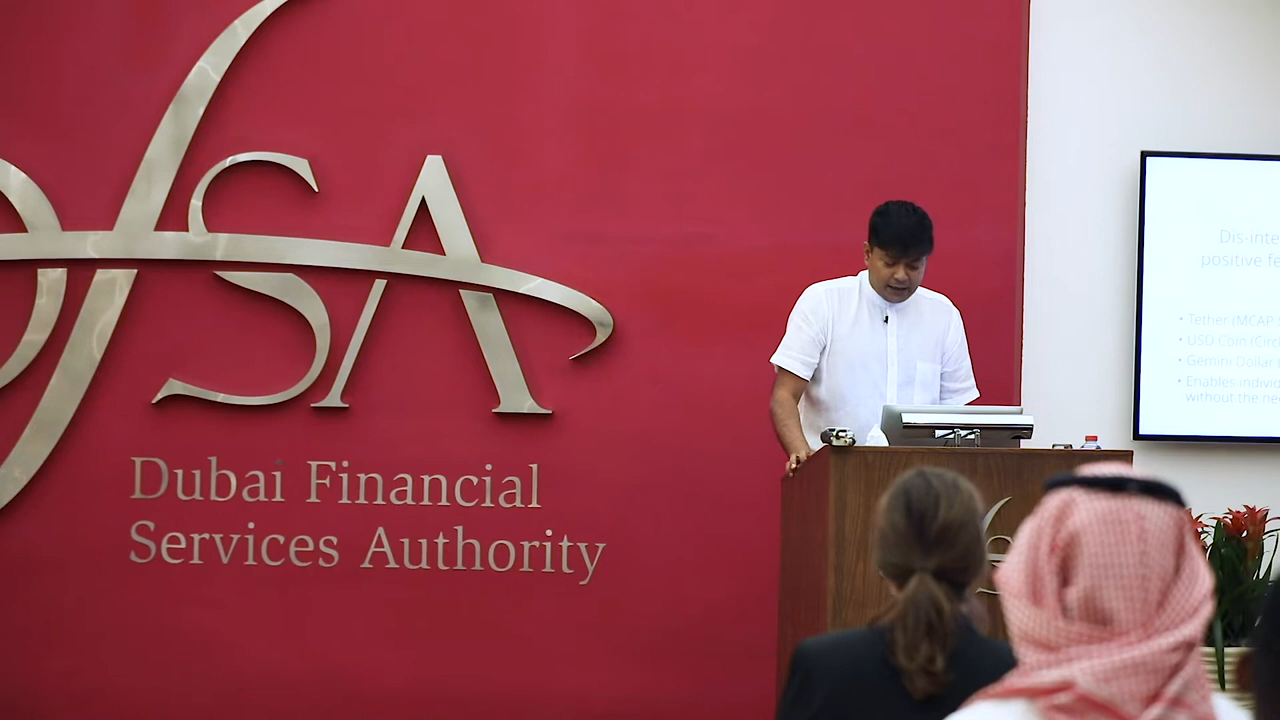 DFSA
Dubai Financial
Services Authority
Dis-inte
positive fe
• Tether (MCAP
• USD Coin (Circ
• Gemini Dollar
• Enables individ
without the ne